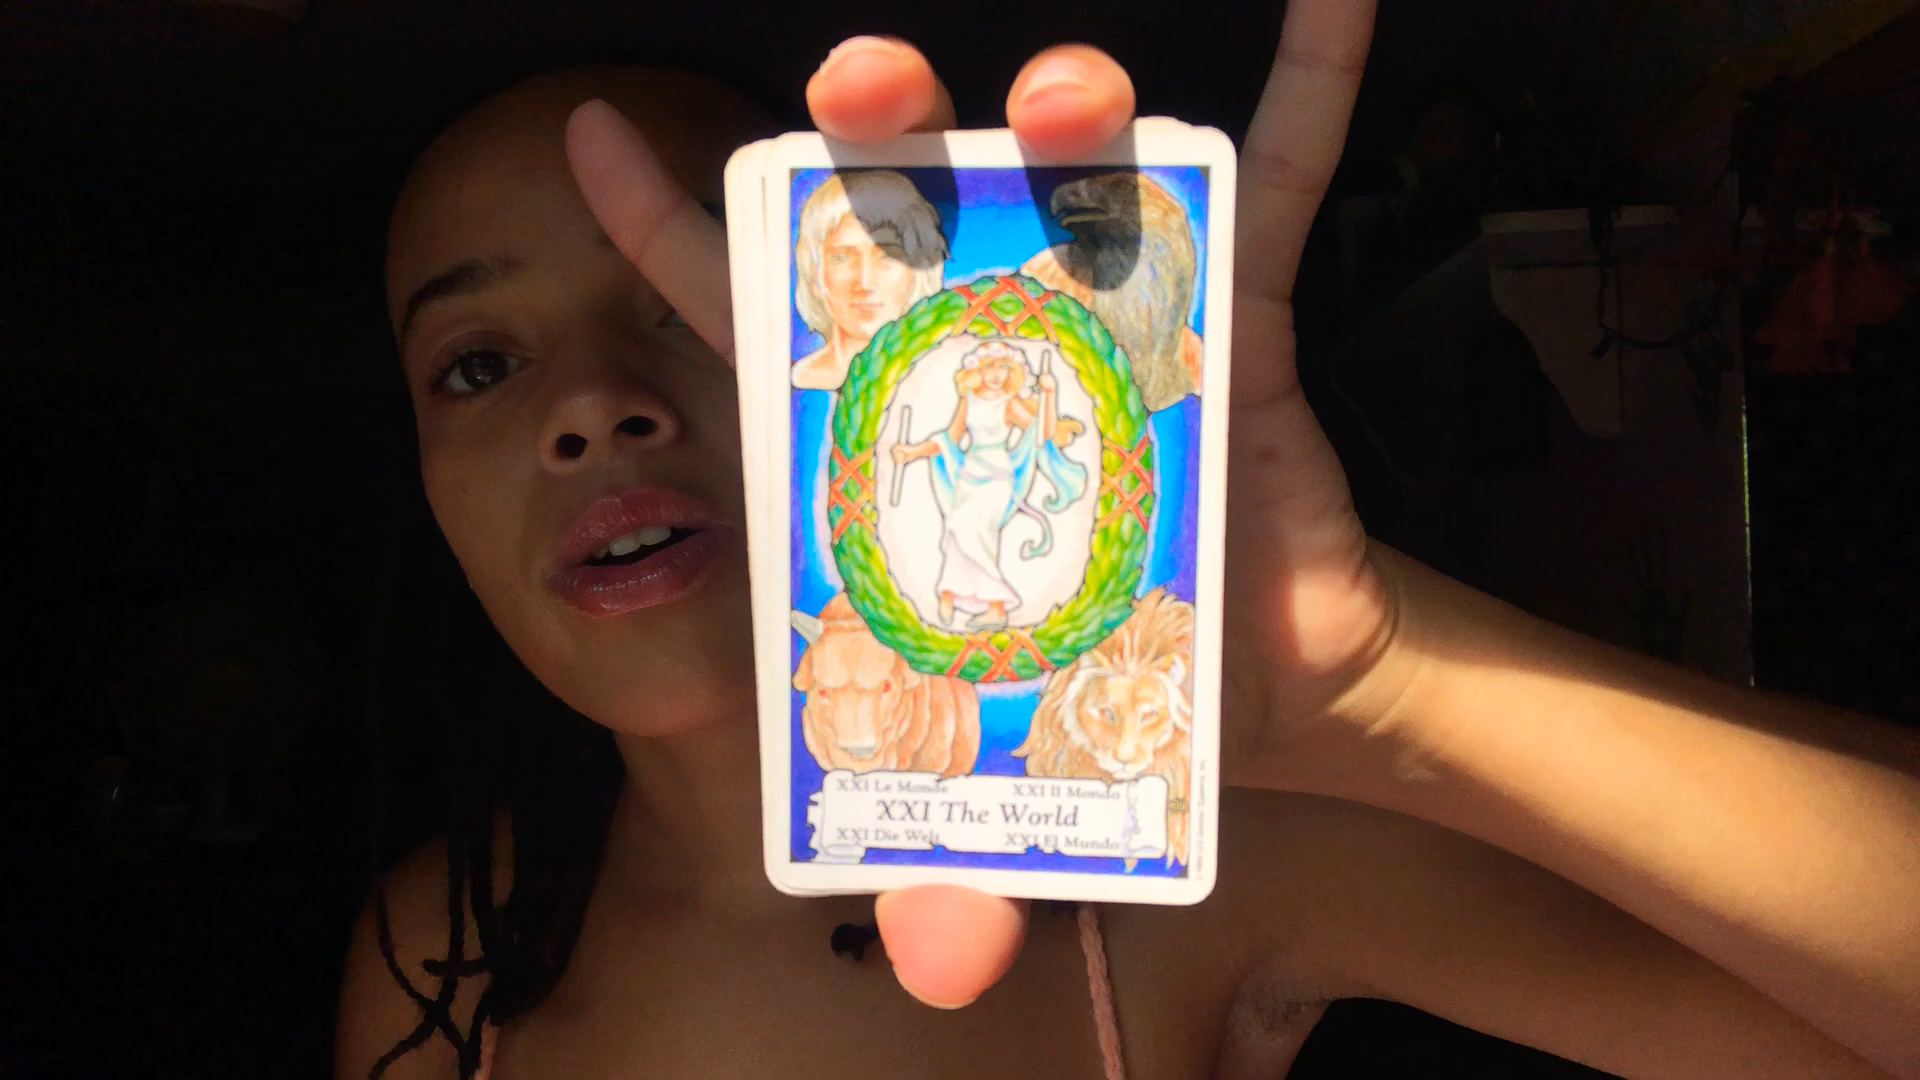 XXI Le Monde XXI Il Mondo
XXI The World
XXI Die Welt XXI El Mundo